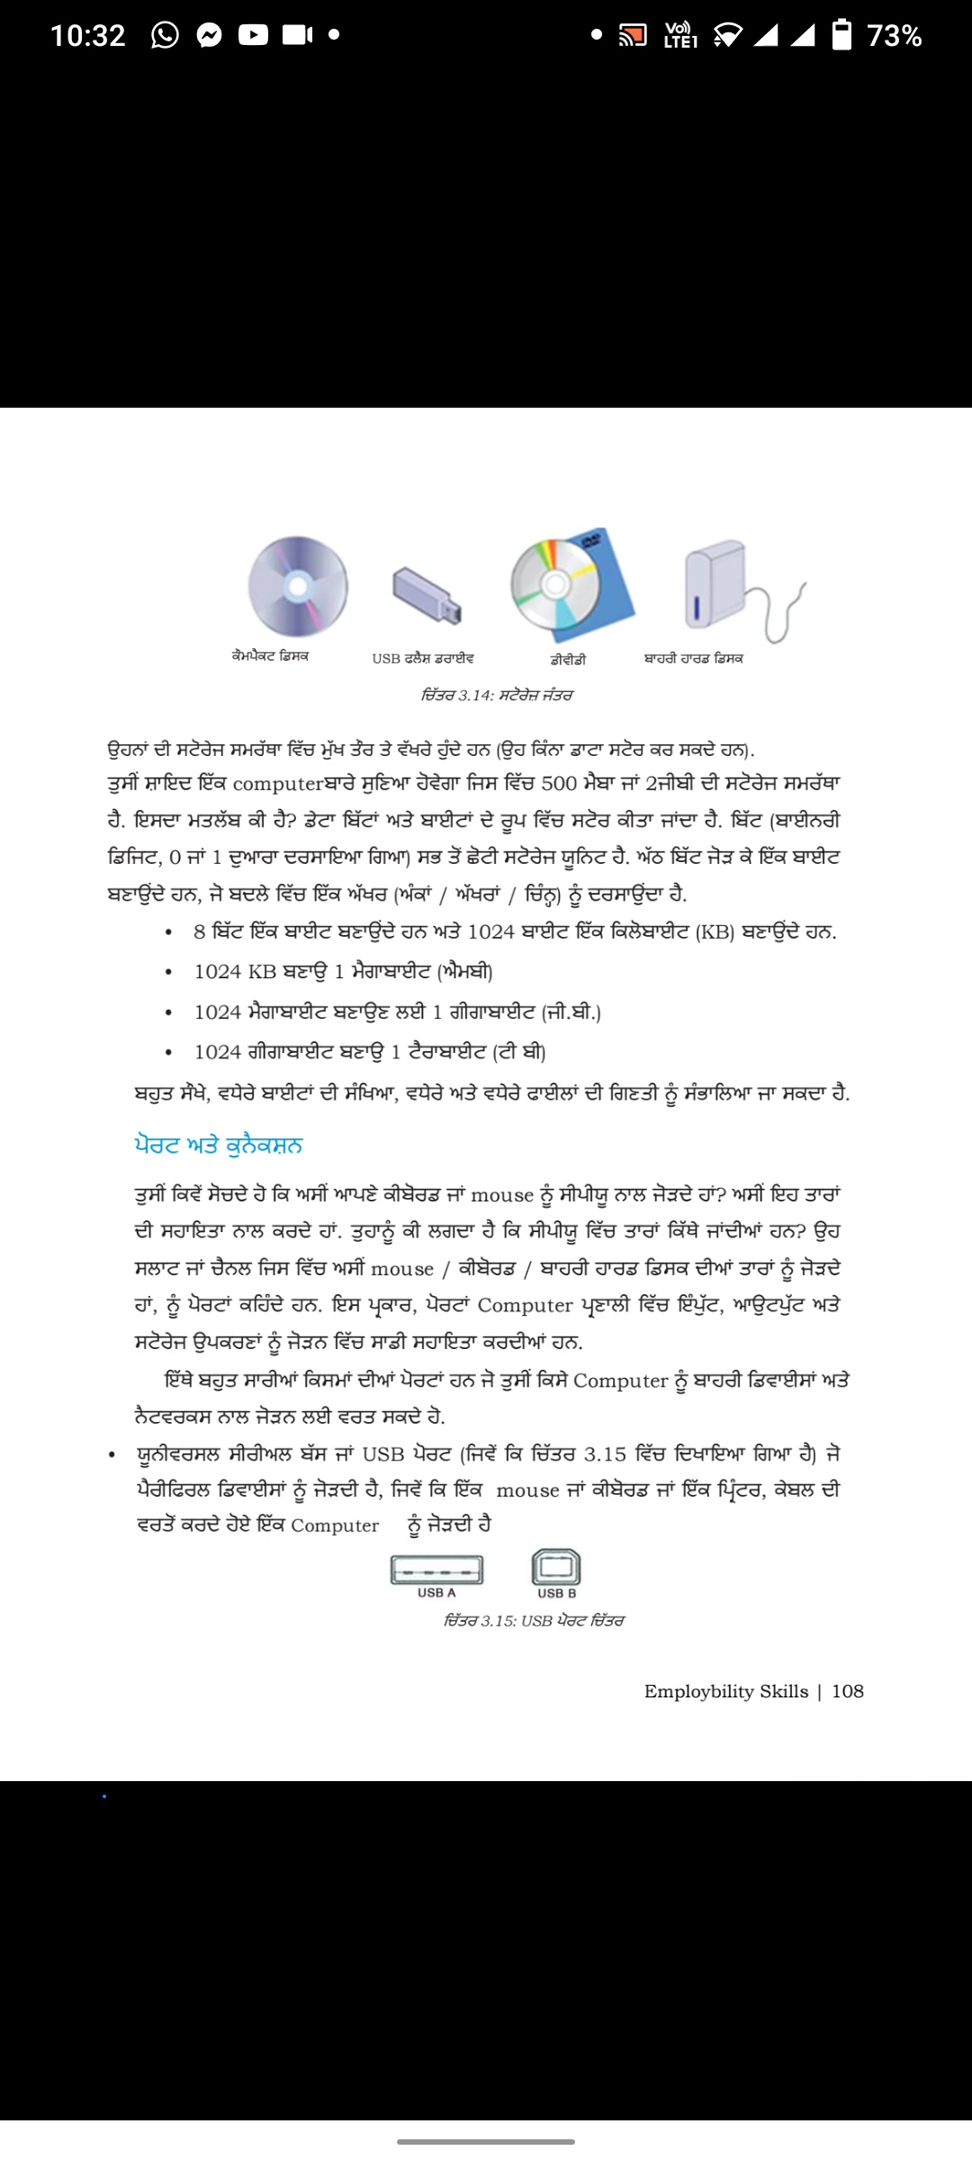 10:32
Vo) LTE1 73%
DVD
ਕੋਮਪੈਕਟ ਡਿਸਕ USB ਫਲੈਸ਼ ਡਰਾਈਵ ਡੀਵੀਡੀ ਬਾਹਰੀ ਹਾਰਡ ਡਿਸਕ
ਚਿੱਤਰ 3.14: ਸਟੋਰੇਜ਼ ਜੰਤਰ
ਉਹਨਾਂ ਦੀ ਸਟੋਰੇਜ ਸਮਰੱਥਾ ਵਿੱਚ ਮੁੱਖ ਤੌਰ ਤੇ ਵੱਖਰੇ ਹੁੰਦੇ ਹਨ (ਉਹ ਕਿੰਨਾ ਡਾਟਾ ਸਟੋਰ ਕਰ ਸਕਦੇ ਹਨ).
ਤੁਸੀਂ ਸ਼ਾਇਦ ਇੱਕ computerਬਾਰੇ ਸੁਣਿਆ ਹੋਵੇਗਾ ਜਿਸ ਵਿੱਚ 500 ਮੈਬਾ ਜਾਂ 2ਜੀਬੀ ਦੀ ਸਟੋਰੇਜ ਸਮਰੱਥਾ
ਹੈ. ਇਸਦਾ ਮਤਲੱਬ ਕੀ ਹੈ? ਡੇਟਾ ਬਿੱਟਾਂ ਅਤੇ ਬਾਈਟਾਂ ਦੇ ਰੂਪ ਵਿੱਚ ਸਟੋਰ ਕੀਤਾ ਜਾਂਦਾ ਹੈ. ਬਿੱਟ (ਬਾਈਨਰੀ
ਡਿਜਿਟ, 0 ਜਾਂ 1 ਦੁਆਰਾ ਦਰਸਾਇਆ ਗਿਆ) ਸਭ ਤੋਂ ਛੋਟੀ ਸਟੋਰੇਜ ਯੂਨਿਟ ਹੈ. ਅੱਠ ਬਿੱਟ ਜੋੜ ਕੇ ਇੱਕ ਬਾਈਟ
ਬਣਾਉਂਦੇ ਹਨ, ਜੋ ਬਦਲੇ ਵਿੱਚ ਇੱਕ ਅੱਖਰ (ਅੰਕਾਂ / ਅੱਖਰਾਂ / ਚਿੰਨ੍ਹ) ਨੂੰ ਦਰਸਾਉਂਦਾ ਹੈ.
• 8 ਬਿੱਟ ਇੱਕ ਬਾਈਟ ਬਣਾਉਂਦੇ ਹਨ ਅਤੇ 1024 ਬਾਈਟ ਇੱਕ ਕਿਲੋਬਾਈਟ (KB) ਬਣਾਉਂਦੇ ਹਨ.
• 1024 KB ਬਣਾਉ 1 ਮੈਗਾਬਾਈਟ (ਐਮਬੀ)
• 1024 ਮੈਗਾਬਾਈਟ ਬਣਾਉਣ ਲਈ 1 ਗੀਗਾਬਾਈਟ (ਜੀ.ਬੀ.)
• 1024 ਗੀਗਾਬਾਈਟ ਬਣਾਉ 1 ਟੈਰਾਬਾਈਟ (ਟੀ ਬੀ)
ਬਹੁਤ ਸੌਖੇ, ਵਧੇਰੇ ਬਾਈਟਾਂ ਦੀ ਸੰਖਿਆ, ਵਧੇਰੇ ਅਤੇ ਵਧੇਰੇ ਫਾਈਲਾਂ ਦੀ ਗਿਣਤੀ ਨੂੰ ਸੰਭਾਲਿਆ ਜਾ ਸਕਦਾ ਹੈ.
ਪੋਰਟ ਅਤੇ ਕੁਨੈਕਸ਼ਨ
ਤੁਸੀਂ ਕਿਵੇਂ ਸੋਚਦੇ ਹੋ ਕਿ ਅਸੀਂ ਆਪਣੇ ਕੀਬੋਰਡ ਜਾਂ mouse ਨੂੰ ਸੀਪੀਯੂ ਨਾਲ ਜੋੜਦੇ ਹਾਂ? ਅਸੀਂ ਇਹ ਤਾਰਾਂ
ਦੀ ਸਹਾਇਤਾ ਨਾਲ ਕਰਦੇ ਹਾਂ. ਤੁਹਾਨੂੰ ਕੀ ਲਗਦਾ ਹੈ ਕਿ ਸੀਪੀਯੂ ਵਿੱਚ ਤਾਰਾਂ ਕਿੱਥੇ ਜਾਂਦੀਆਂ ਹਨ? ਉਹ
ਸਲਾਟ ਜਾਂ ਚੈਨਲ ਜਿਸ ਵਿੱਚ ਅਸੀਂ mouse / ਕੀਬੋਰਡ / ਬਾਹਰੀ ਹਾਰਡ ਡਿਸਕ ਦੀਆਂ ਤਾਰਾਂ ਨੂੰ ਜੋੜਦੇ
ਹਾਂ, ਨੂੰ ਪੋਰਟਾਂ ਕਹਿੰਦੇ ਹਨ. ਇਸ ਪ੍ਰਕਾਰ, ਪੋਰਟਾਂ Computer ਪ੍ਰਣਾਲੀ ਵਿੱਚ ਇੰਪੁੱਟ, ਆਉਟਪੁੱਟ ਅਤੇ
ਸਟੋਰੇਜ ਉਪਕਰਣਾਂ ਨੂੰ ਜੋੜਨ ਵਿੱਚ ਸਾਡੀ ਸਹਾਇਤਾ ਕਰਦੀਆਂ ਹਨ.
ਇੱਥੇ ਬਹੁਤ ਸਾਰੀਆਂ ਕਿਸਮਾਂ ਦੀਆਂ ਪੋਰਟਾਂ ਹਨ ਜੋ ਤੁਸੀਂ ਕਿਸੇ Computer ਨੂੰ ਬਾਹਰੀ ਡਿਵਾਈਸਾਂ ਅਤੇ
ਨੈਟਵਰਕਸ ਨਾਲ ਜੋੜਨ ਲਈ ਵਰਤ ਸਕਦੇ ਹੋ.
• ਯੂਨੀਵਰਸਲ ਸੀਰੀਅਲ ਬੱਸ ਜਾਂ USB ਪੋਰਟ (ਜਿਵੇਂ ਕਿ ਚਿੱਤਰ 3.15 ਵਿੱਚ ਦਿਖਾਇਆ ਗਿਆ ਹੈ) ਜੋ
ਪੈਰੀਫਿਰਲ ਡਿਵਾਈਸਾਂ ਨੂੰ ਜੋੜਦੀ ਹੈ, ਜਿਵੇਂ ਕਿ ਇੱਕ mouse ਜਾਂ ਕੀਬੋਰਡ ਜਾਂ ਇੱਕ ਪ੍ਰਿੰਟਰ, ਕੇਬਲ ਦੀ
ਵਰਤੋਂ ਕਰਦੇ ਹੋਏ ਇੱਕ Computer ਨੂੰ ਜੋੜਦੀ ਹੈ
USB A USB B
ਚਿੱਤਰ 3.15: USB ਪੋਰਟ ਚਿੱਤਰ
Employbility Skills | 108